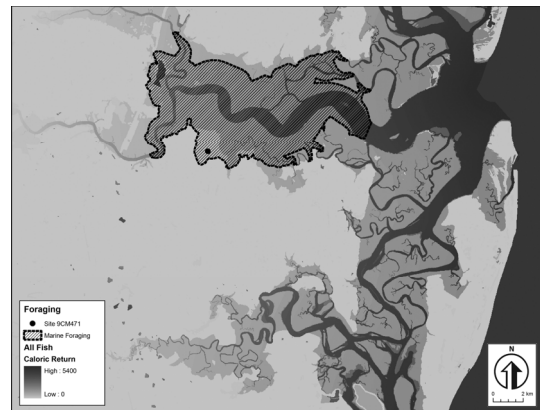 Foraging
Site 9CM471
Marine Foraging
All Fish
Caloric Return
High : 5400
Low : 0
N
0 2 km